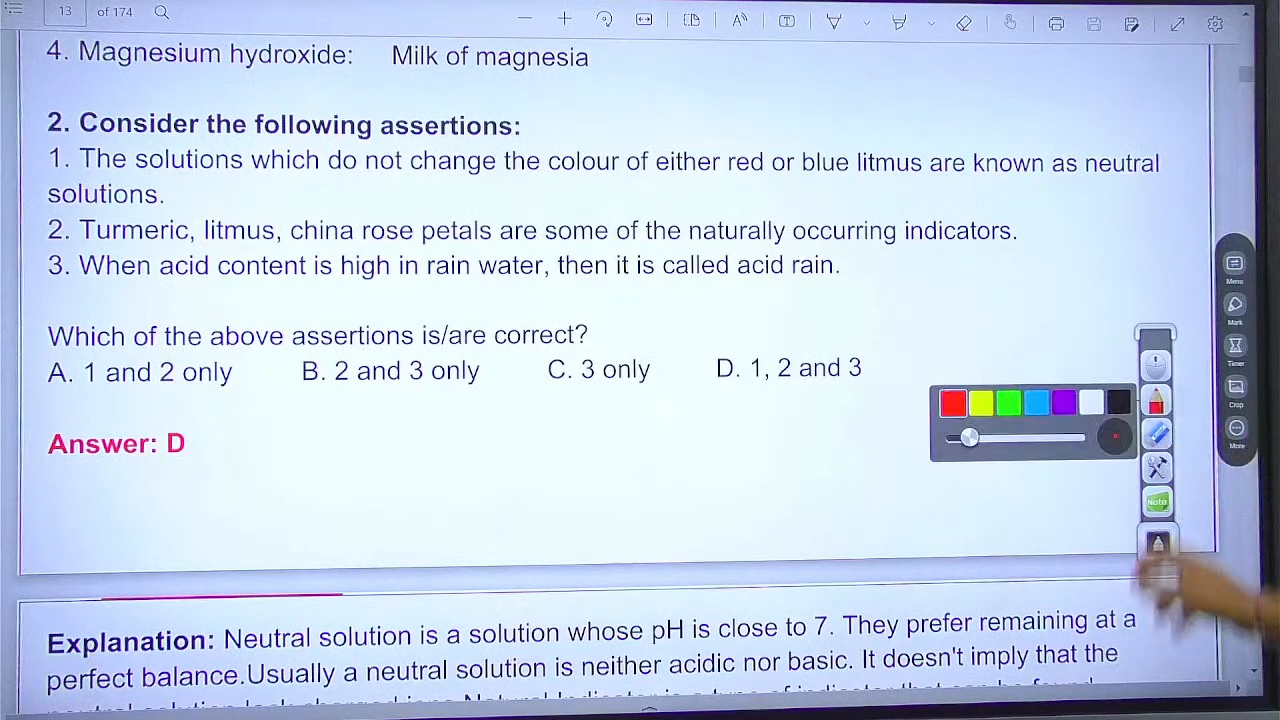 13 of 174
4. Magnesium hydroxide: Milk of magnesia
2. Consider the following assertions:
1. The solutions which do not change the colour of either red or blue litmus are known as neutral
solutions.
2. Turmeric, litmus, china rose petals are some of the naturally occurring indicators.
3. When acid content is high in rain water, then it is called acid rain.
Which of the above assertions is/are correct?
A. 1 and 2 only B. 2 and 3 only C. 3 only D. 1, 2 and 3
Answer: D
Menu
Mark
Timer
Crop
More
Note
Explanation: Neutral solution is a solution whose pH is close to 7. They prefer remaining at a
perfect balance.Usually a neutral solution is neither acidic nor basic. It doesn't imply that the